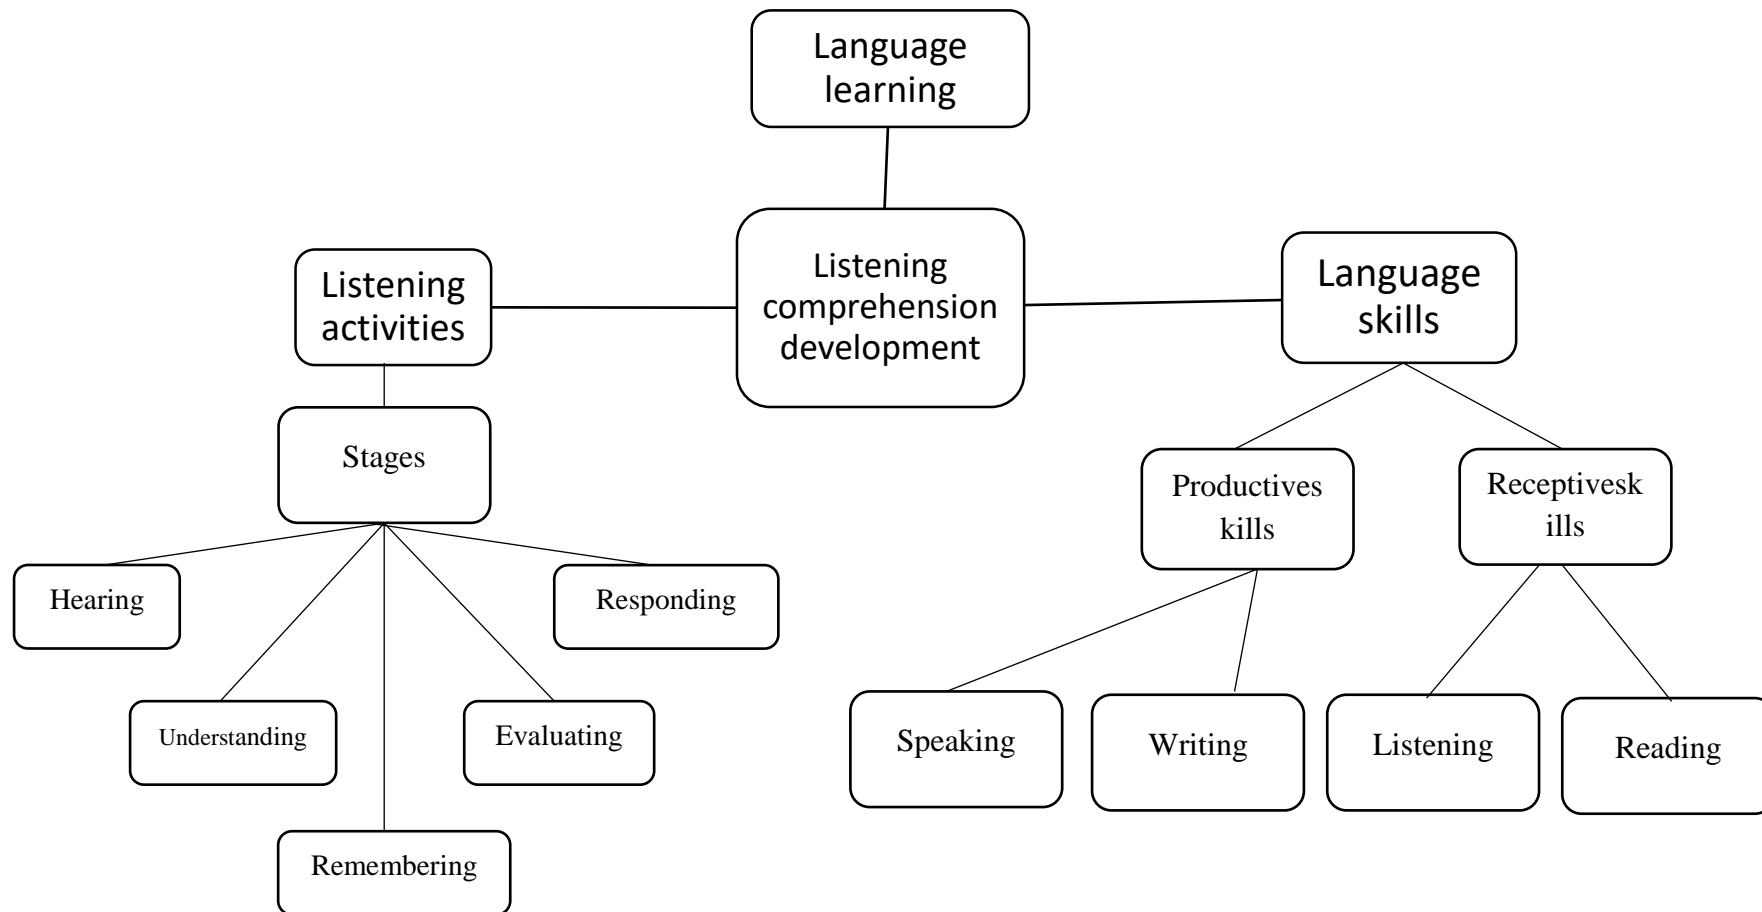 Language
learning
Listening
activities
Listening
comprehension
development
Language
skills
Stages
Productives
kills
Receptivesk
ills
Hearing
Responding
Understanding
Evaluating
Remembering
Speaking
Writing
Listening
Reading